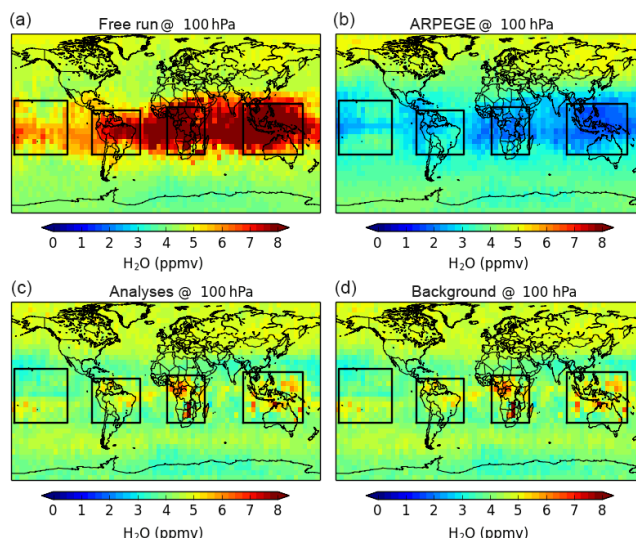 (a) Free run @ 100 hPa
(b) ARPEGE @ 100 hPa
0 1 2 3 4 5 6 7 8
0 1 2 3 4 5 6 7 8
H₂O (ppmv)
H₂O (ppmv)
(c) Analyses @ 100 hPa
(d) Background @ 100 hPa
0 1 2 3 4 5 6 7 8
0 1 2 3 4 5 6 7 8
H₂O (ppmv)
H₂O (ppmv)